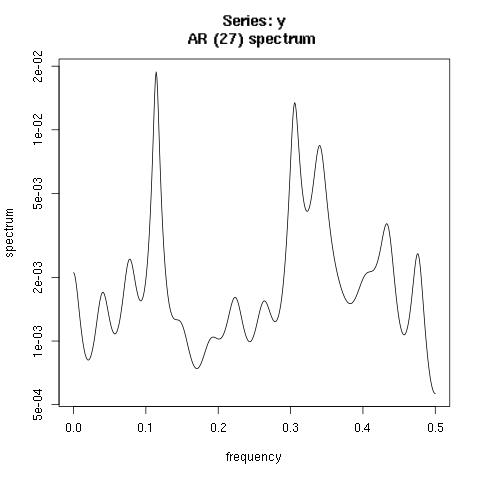 Series: y
AR (27) spectrum
2e-02
1e-02
5e-03
2e-03
1e-03
5e-04
spectrum
0.0 0.1 0.2 0.3 0.4 0.5
frequency